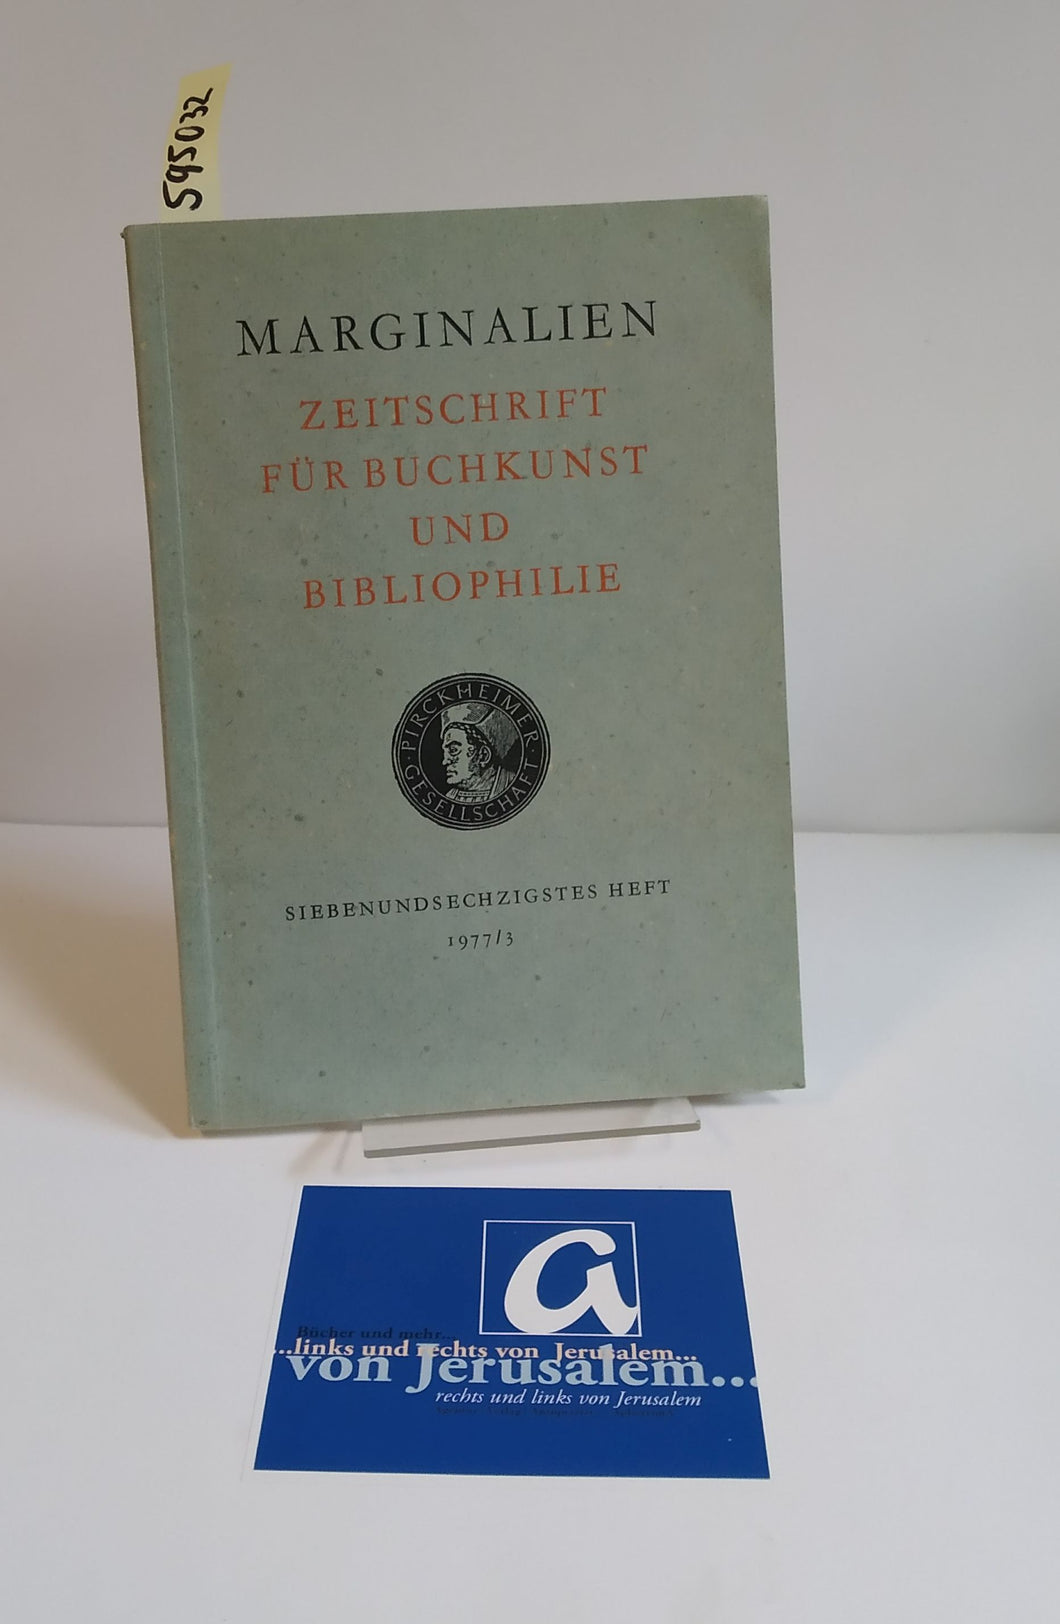 595032
MARGINALIEN
ZEITSCHRIFT
FÜR BUCHKUNST
UND
BIBLIOPHILIE
PIRCKHEIMER
GESELLSCHAFT
SIEBENUNDSECHZIGSTES HEFT
1977/3
a
Bücher und mehr...
...links und rechts von Jerusalem...
von Jerusalem...
rechts und links von Jerusalem